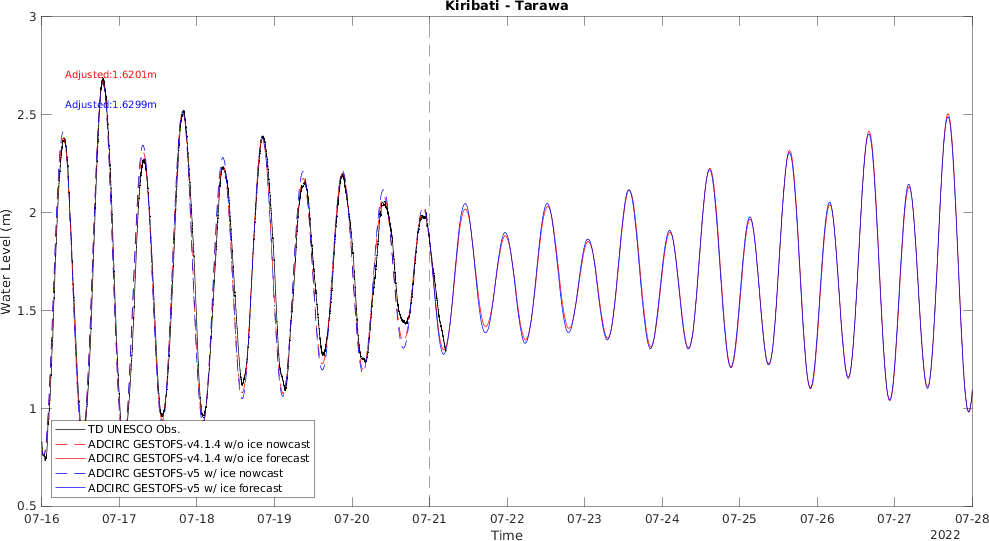 Kiribati - Tarawa
3
Adjusted:1.6201m
Adjusted:1.6299m
2.5
2
1.5
1
0.5
Water Level (m)
TD UNESCO Obs.
ADCIRC GESTOFS-v4.1.4 w/o ice nowcast
ADCIRC GESTOFS-v4.1.4 w/o ice forecast
ADCIRC GESTOFS-v5 w/ ice nowcast
ADCIRC GESTOFS-v5 w/ ice forecast
07-16 07-17 07-18 07-19 07-20 07-21 07-22 07-23 07-24 07-25 07-26 07-27 07-28
Time
2022